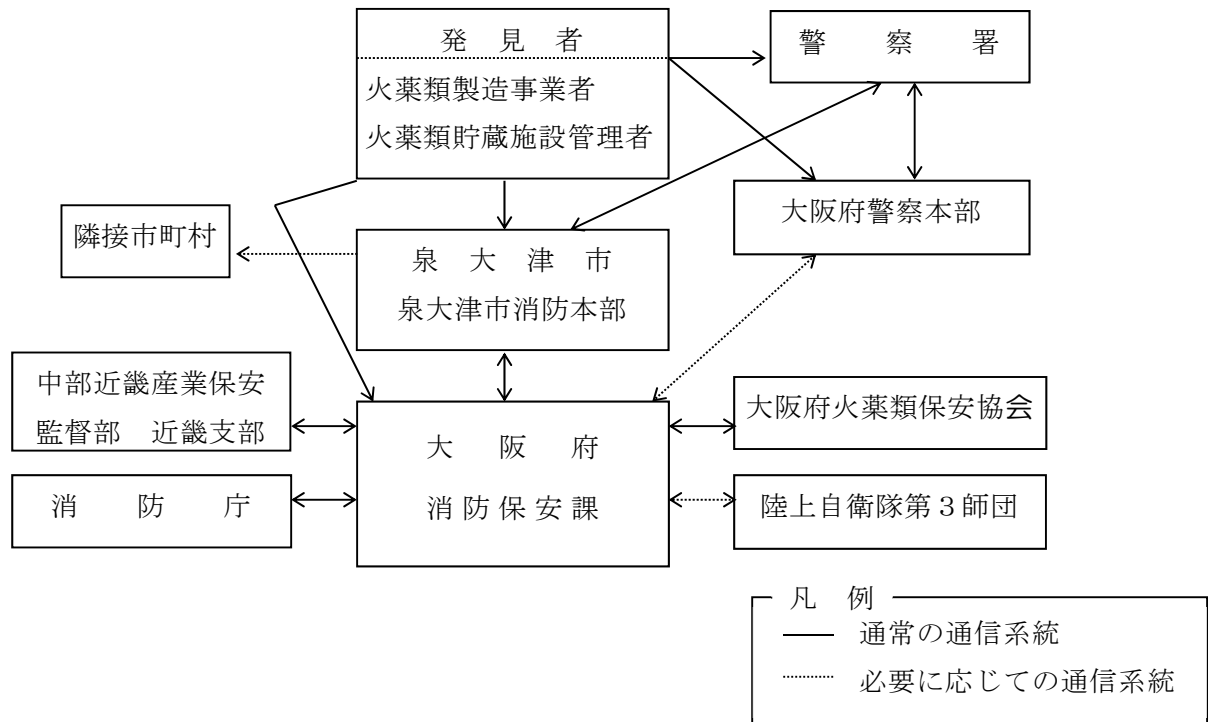 発見者
火薬類製造事業者
火薬類貯蔵施設管理者
警察署
大阪府警察本部
隣接市町村
泉大津市
泉大津市消防本部
中部近畿産業保安
監督部 近畿支部
消防庁
大阪府
消防保安課
大阪府火薬類保安協会
陸上自衛隊第３師団
凡例
通常の通信系統
必要に応じての通信系統